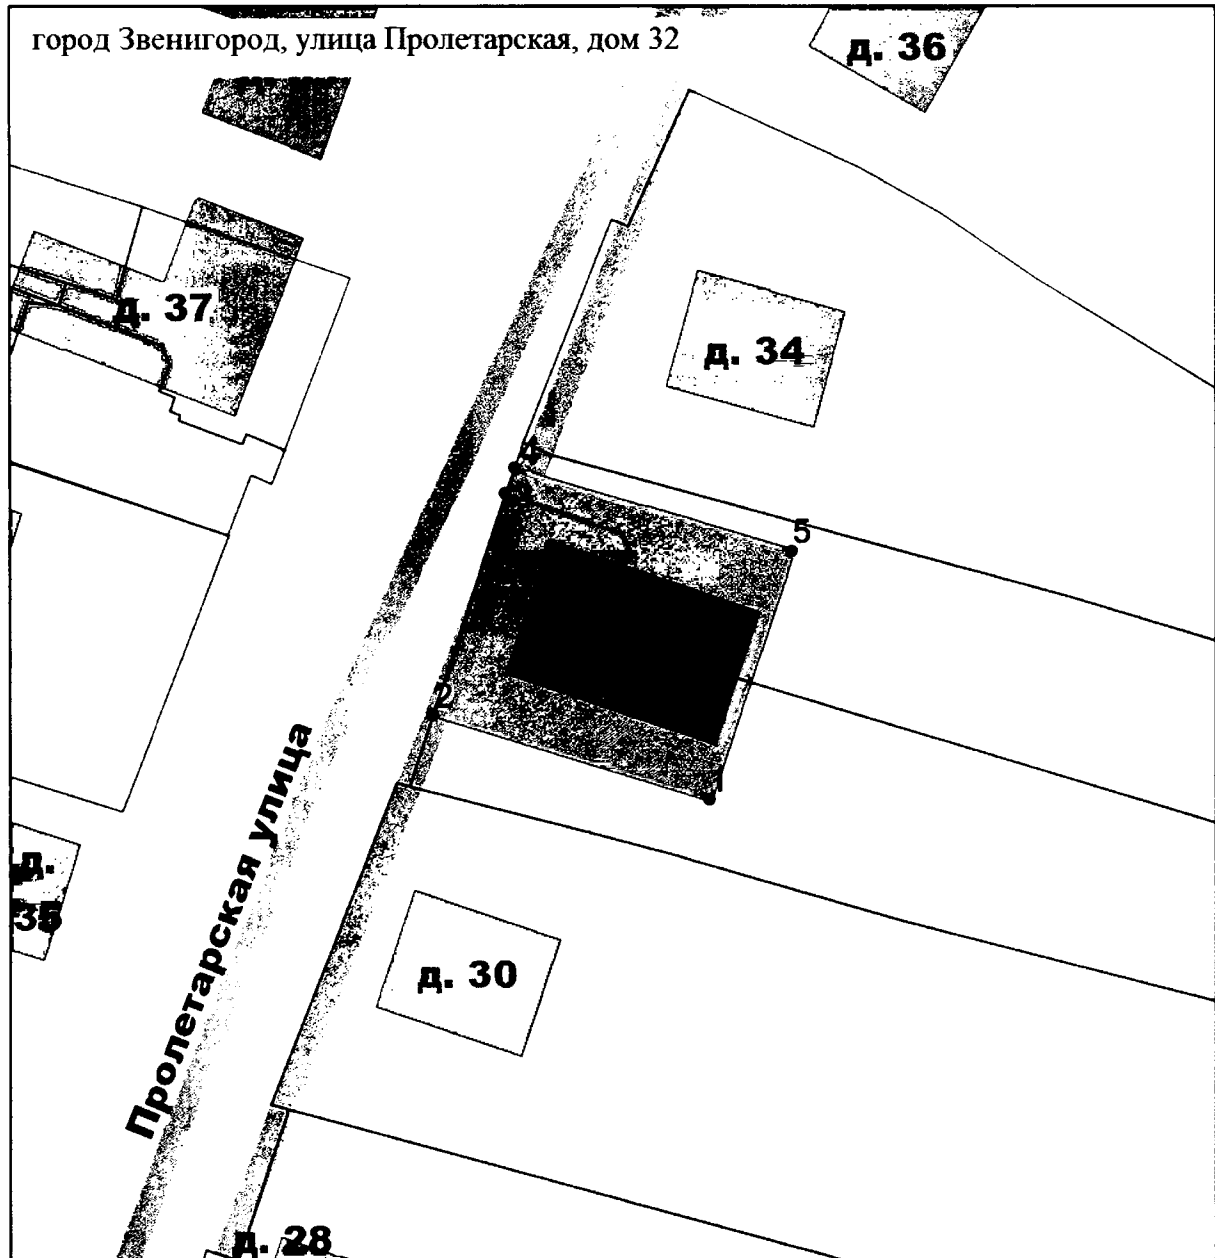 город Звенигород, улица Пролетарская, дом 32
д. 36
д. 37
д. 34
4
5
2
1
Пролетарская улица
д.
35
д. 30
д. 28